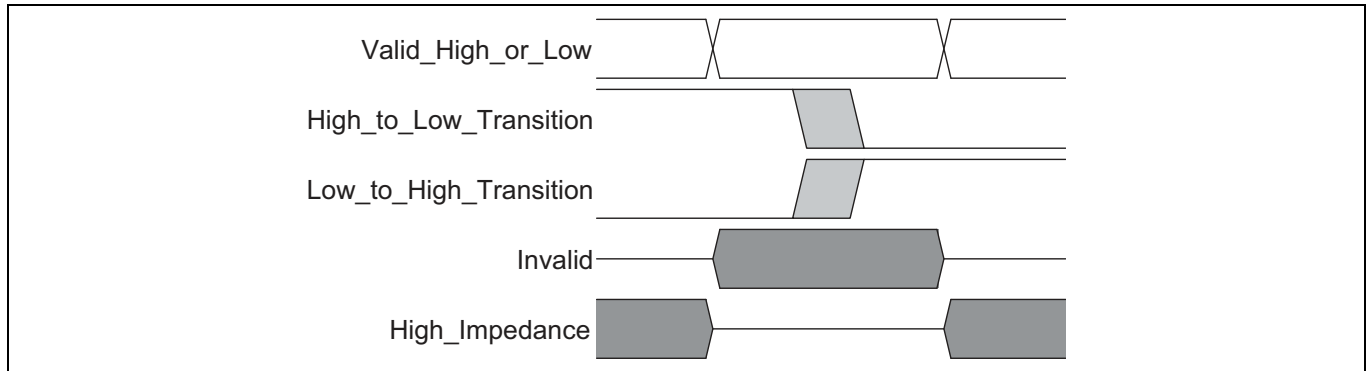 Valid_High_or_Low
High_to_Low_Transition
Low_to_High_Transition
Invalid
High_Impedance